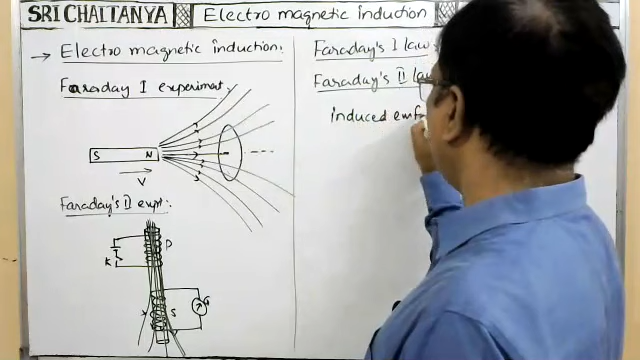 SRI CHAITANYA
Electro magnetic induction
→ Electro magnetic induction:
Faraday I experimat
S N
V
Faraday's II expt:
P
K
G
S
Faraday's I law
Faraday's II law
induced emf